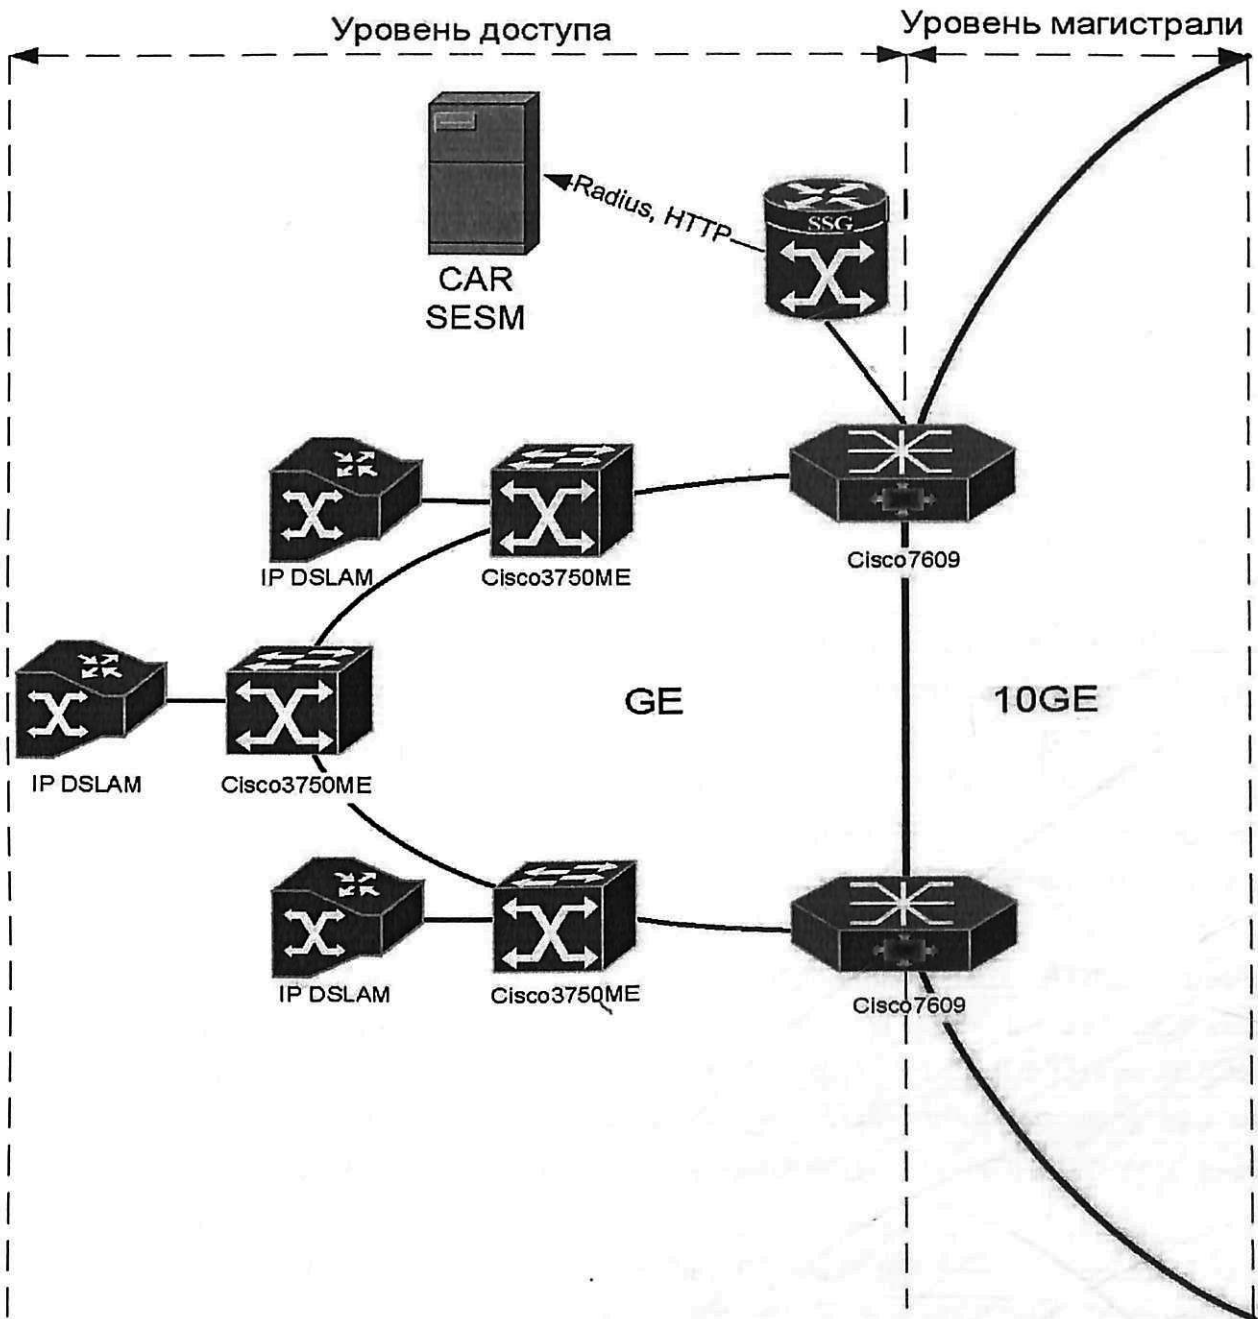 Уровень доступа
Уровень магистрали
Radius, HTTP
SSG
CAR
SESM
IP DSLAM
Cisco3750ME
Cisco7609
IP DSLAM
Cisco3750ME
GE
10GE
IP DSLAM
Cisco3750ME
Cisco7609